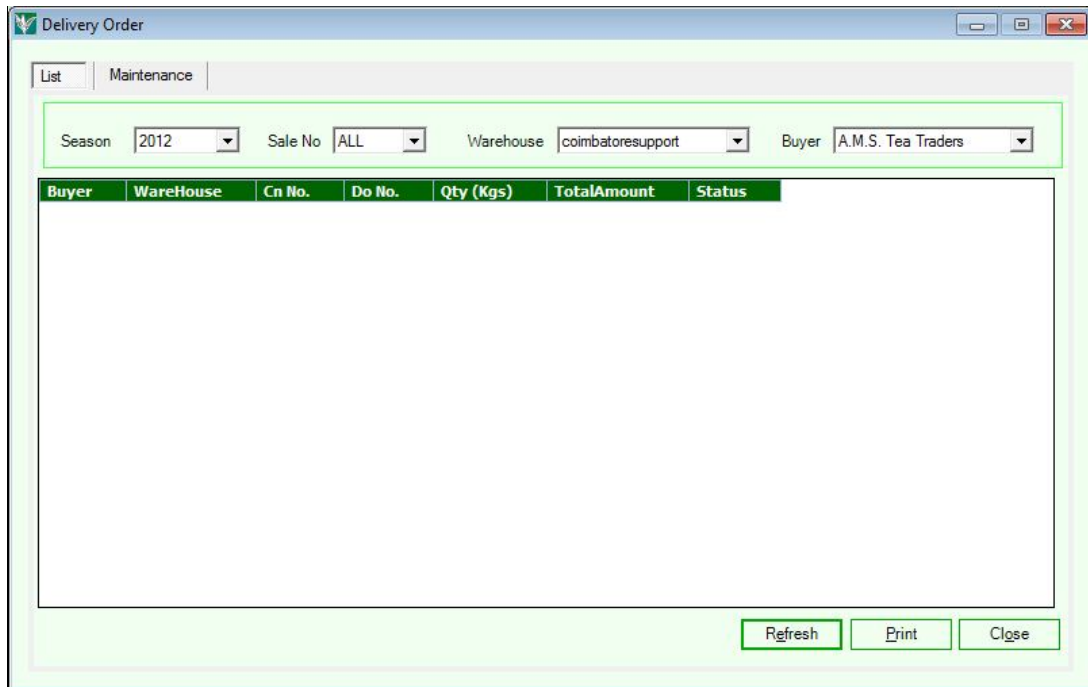 Delivery Order
List Maintenance
Season 2012 Sale No ALL Warehouse coimbatoresupport Buyer A.M.S. Tea Traders
Buyer WareHouse Cn No. Do No. Qty (Kgs) TotalAmount Status
Refresh Print Close